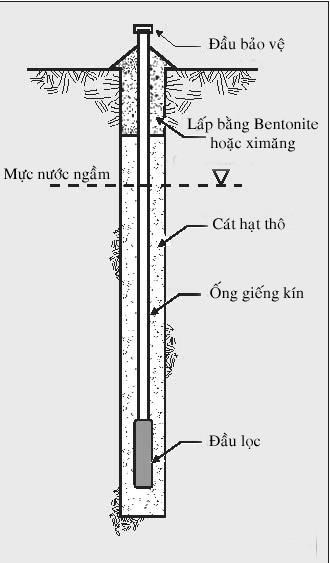 Đầu bảo vệ
Lấp bằng Bentonite
hoặc ximăng
Mực nước ngầm
Cát hạt thô
Ống giếng kín
Đầu lọc